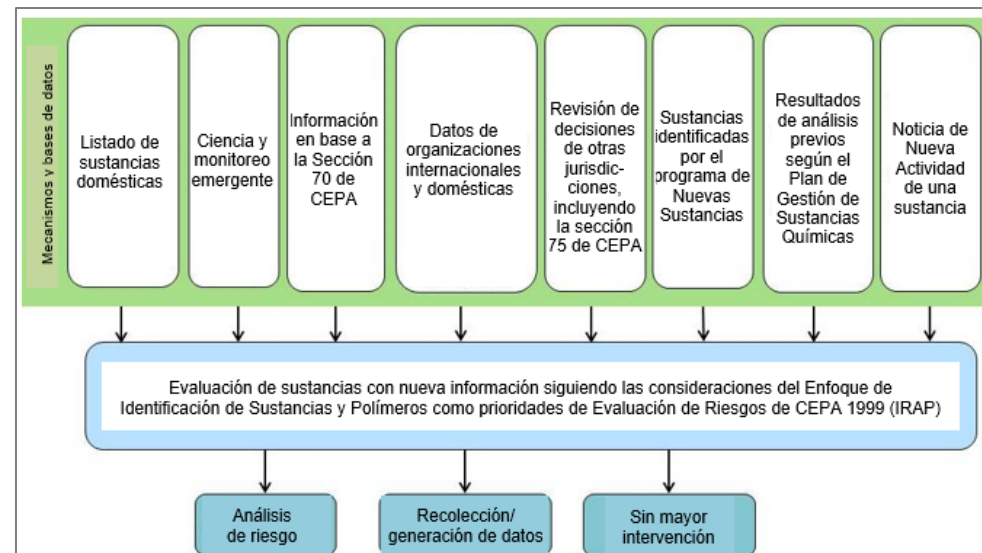 Mecanismos y bases de datos
Listado de
sustancias
domésticas
Ciencia y
monitoreo
emergente
Información
en base a
la Sección
70 de
CEPA
Datos de
organizaciones
internacionales
y domésticas
Revisión de
decisiones
de otras
jurisdic-
ciones,
incluyendo
la sección
75 de CEPA
Sustancias
identificadas
por el
programa de
Nuevas
Sustancias
Resultados
de análisis
previos
según el
Plan de
Gestión de
Sustancias
Químicas
Noticia de
Nueva
Actividad
de una
sustancia
Evaluación de sustancias con nueva información siguiendo las consideraciones del Enfoque de
Identificación de Sustancias y Polímeros como prioridades de Evaluación de Riesgos de CEPA 1999 (IRAP)
Análisis
de riesgo
Recolección/
generación de datos
Sin mayor
intervención